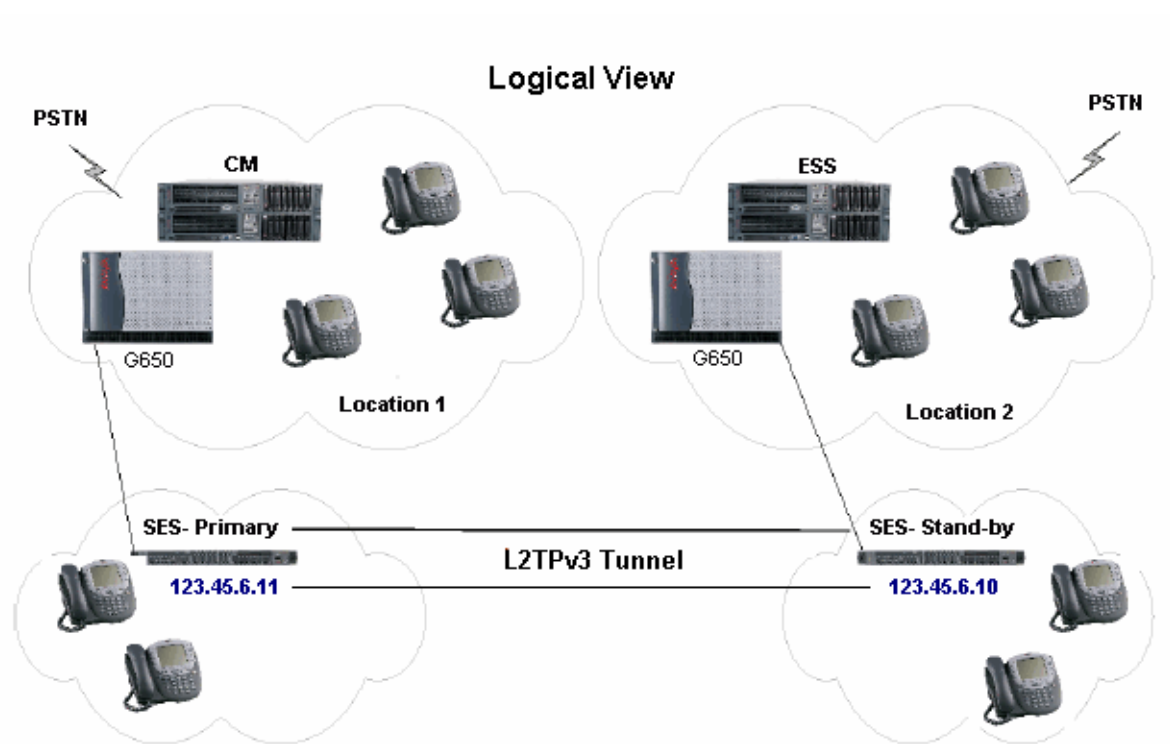 Logical View
PSTN
PSTN
CM
ESS
G650
G650
Location 1
Location 2
SES- Primary
SES- Stand-by
L2TPv3 Tunnel
123.45.6.11
123.45.6.10